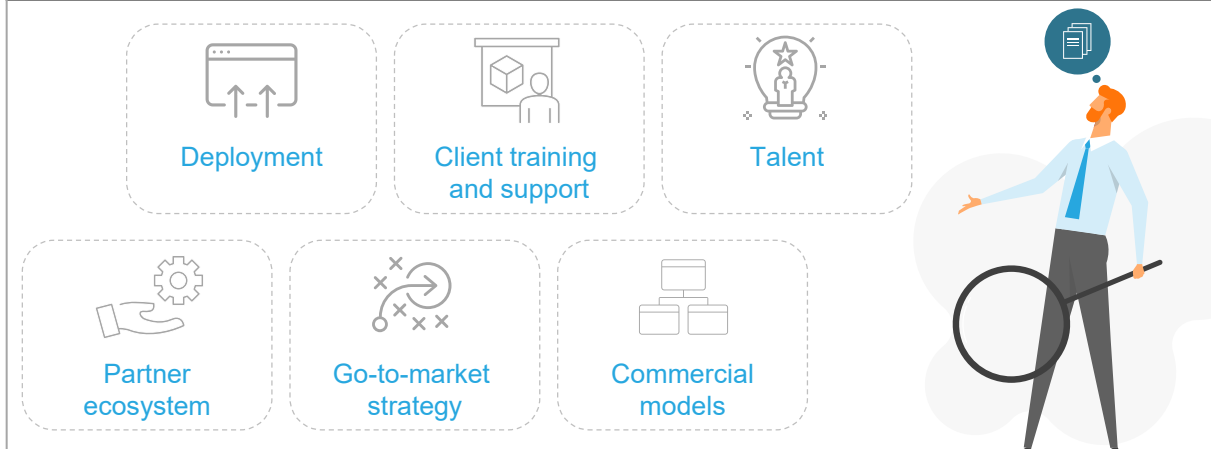 Deployment
Client training
and support
Talent
Partner
ecosystem
Go-to-market
strategy
Commercial
models